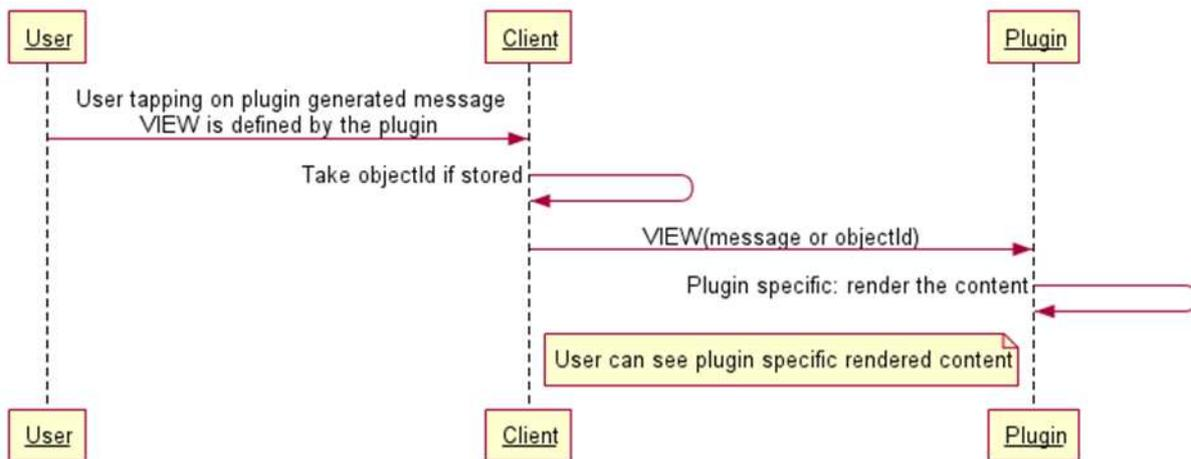 User
Client
Plugin
User tapping on plugin generated message
VIEW is defined by the plugin
Take objectId if stored
VIEW(message or objectId)
Plugin specific: render the content
User can see plugin specific rendered content
User
Client
Plugin